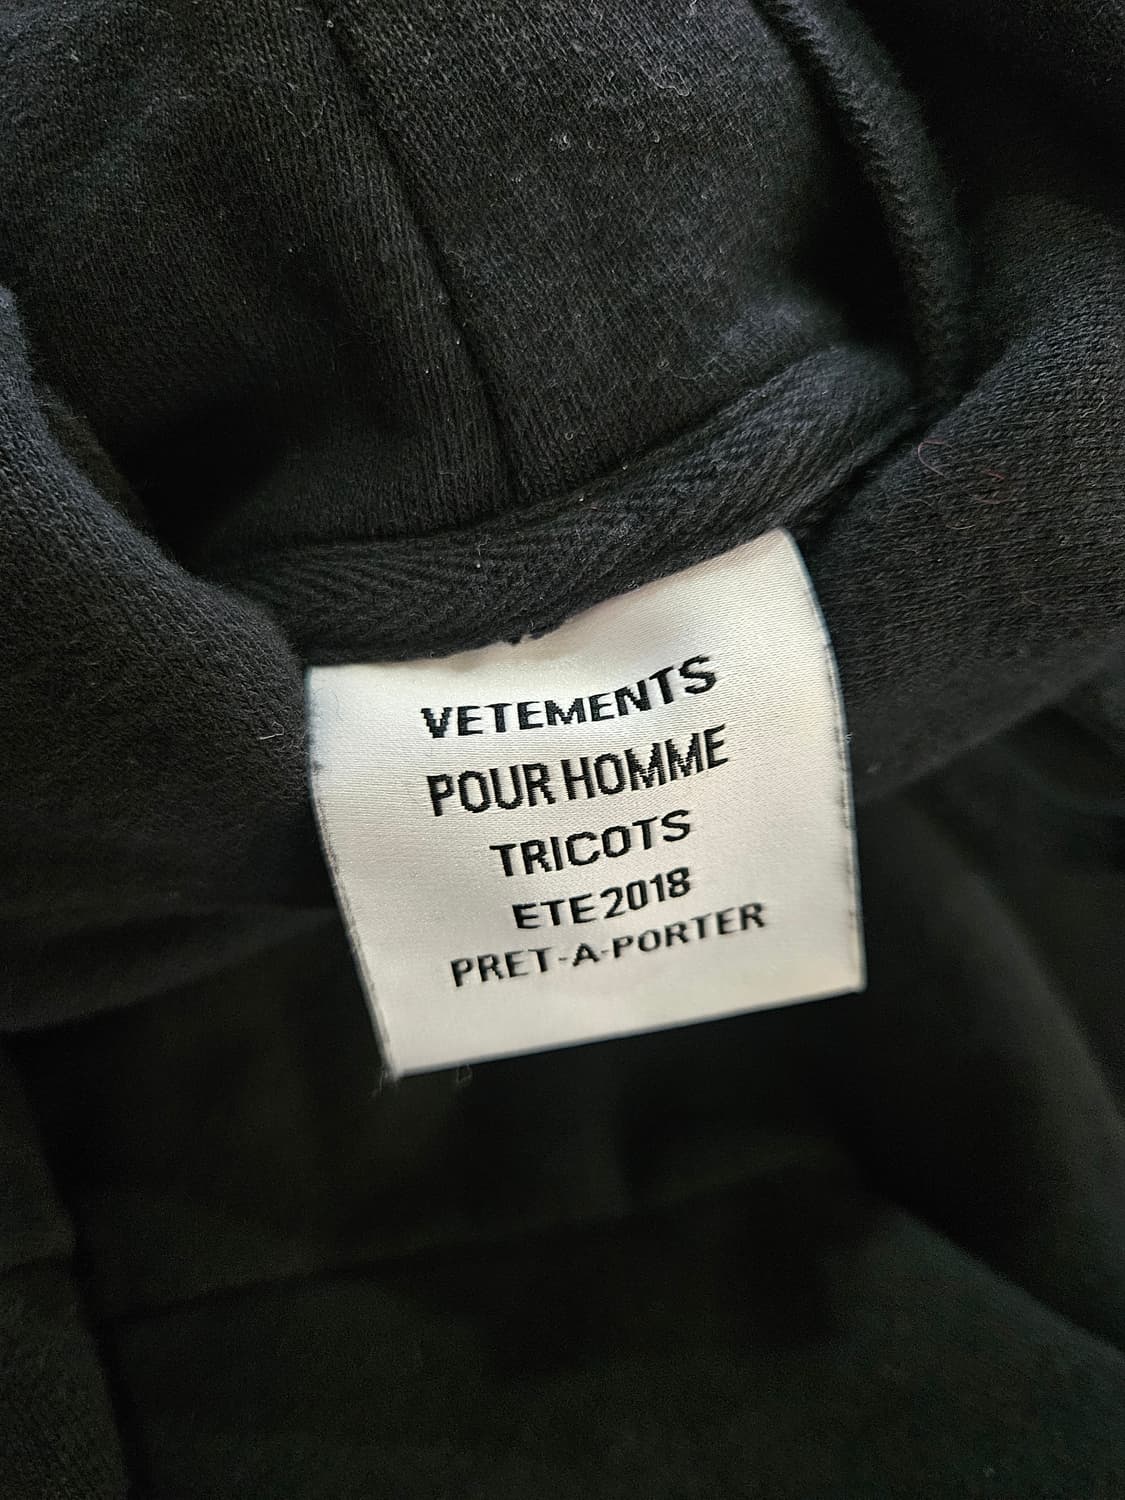 VETEMENTS
POUR HOMME
TRICOTS
ETE 2018
PRET-A-PORTER